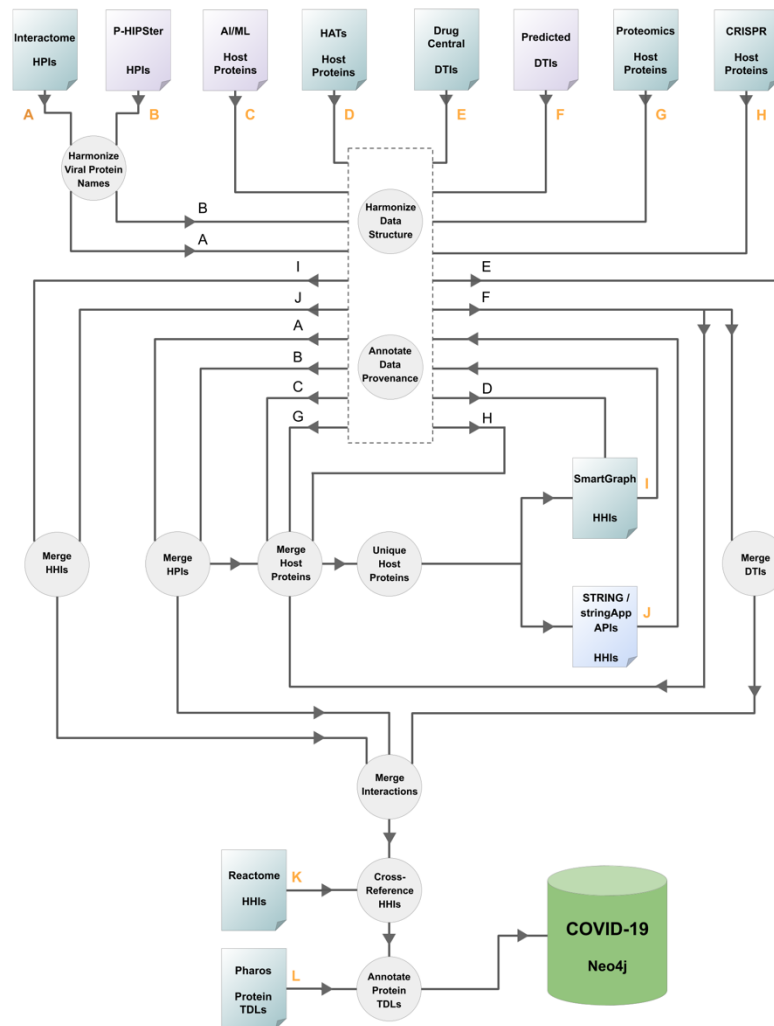 Interactome
HPIs
P-HIPSter
HPIs
AI/ML
Host
Proteins
HATs
Host
Proteins
Drug
Central
DTIs
Predicted
DTIs
Proteomics
Host
Proteins
CRISPR
Host
Proteins
A
B
C
D
E
F
G
H
Harmonize
Viral Protein
Names
Harmonize
Data
Structure
B
A
I
E
J
F
A
B
Annotate
Data
Provenance
C
D
G
H
SmartGraph
HHIs
I
Merge
HHIs
Merge
HPIs
Merge
Host
Proteins
Unique
Host
Proteins
Merge
DTIs
STRING /
stringApp
APIs
HHIs
J
Merge
Interactions
Reactome
HHIs
K
Cross-
Reference
HHIs
COVID-19
Neo4j
Pharos
Protein
TDLs
L
Annotate
Protein
TDLs